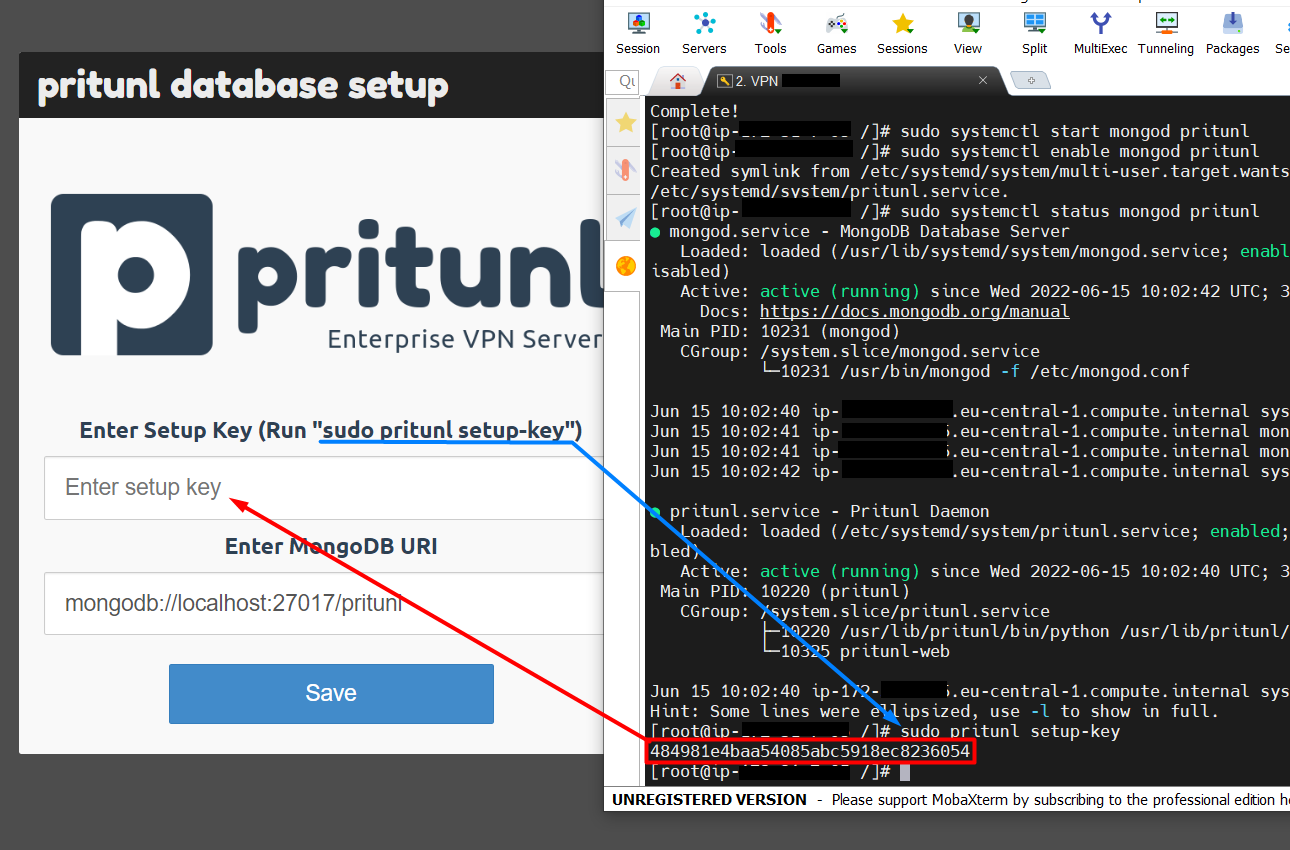 pritunl database setup
pritunl
Enterprise VPN Server
Enter Setup Key (Run "sudo pritunl setup-key")
Enter setup key
Enter MongoDB URI
mongodb://localhost:27017/pritunl
Save
Session Servers Tools Games Sessions View Split MultiExec Tunneling Packages Se
Qu
2. VPN
Complete!
[root@ip- /]# sudo systemctl start mongod pritunl
[root@ip- /]# sudo systemctl enable mongod pritunl
Created symlink from /etc/systemd/system/multi-user.target.wants
/etc/systemd/system/pritunl.service.
[root@ip- /]# sudo systemctl status mongod pritunl
● mongod.service - MongoDB Database Server
Loaded: loaded (/usr/lib/systemd/system/mongod.service; enabl
isabled)
Active: active (running) since Wed 2022-06-15 10:02:42 UTC; 3
Docs: https://docs.mongodb.org/manual
Main PID: 10231 (mongod)
CGroup: /system.slice/mongod.service
└─10231 /usr/bin/mongod -f /etc/mongod.conf
Jun 15 10:02:40 ip- .eu-central-1.compute.internal sys
Jun 15 10:02:41 ip- .eu-central-1.compute.internal mon
Jun 15 10:02:41 ip- .eu-central-1.compute.internal mon
Jun 15 10:02:42 ip- .eu-central-1.compute.internal sys
● pritunl.service - Pritunl Daemon
Loaded: loaded (/etc/systemd/system/pritunl.service; enabled;
bled)
Active: active (running) since Wed 2022-06-15 10:02:40 UTC; 3
Main PID: 10220 (pritunl)
CGroup: /system.slice/pritunl.service
├─10220 /usr/lib/pritunl/bin/python /usr/lib/pritunl/
└─10325 pritunl-web
Jun 15 10:02:40 ip-172- .eu-central-1.compute.internal sys
Hint: Some lines were ellipsized, use -l to show in full.
[root@ip- /]# sudo pritunl setup-key
484981e4baa54085abc5918ec8236054
[root@ip- /]#
UNREGISTERED VERSION - Please support MobaXterm by subscribing to the professional edition he